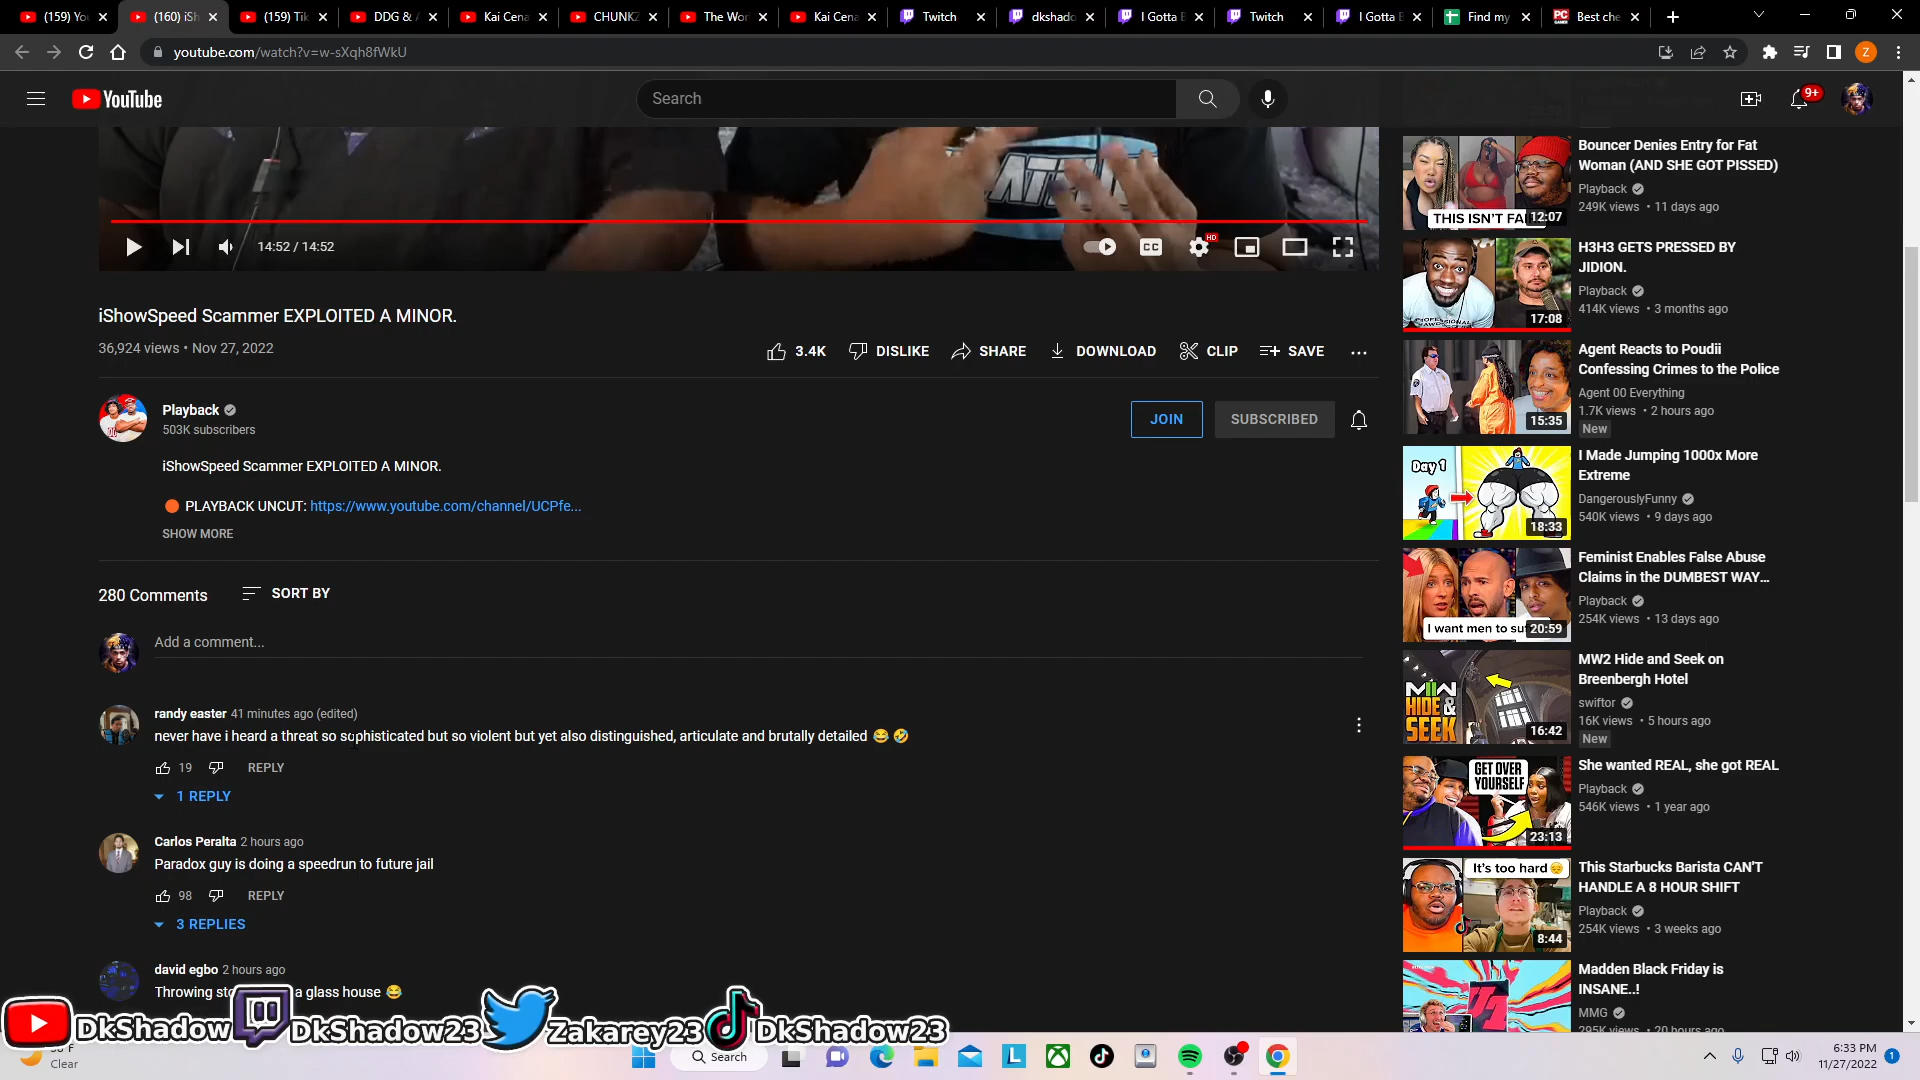 (159) Yo
(160) iSh
(159) Tik
DDG &
Kai Cena
CHUNKZ
The Wor
Kai Cena
Twitch
dkshado
I Gotta B
Twitch
I Gotta B
Find my
Best che
youtube.com/watch?v=w-sXqh8fWkU
Z
YouTube
Search
9+
14:52 / 14:52
CC
HD
iShowSpeed Scammer EXPLOITED A MINOR.
36,924 views • Nov 27, 2022
3.4K
DISLIKE
SHARE
DOWNLOAD
CLIP
SAVE
Playback
503K subscribers
JOIN
SUBSCRIBED
iShowSpeed Scammer EXPLOITED A MINOR.
🟠 PLAYBACK UNCUT: https://www.youtube.com/channel/UCPfe...
SHOW MORE
280 Comments
SORT BY
Add a comment...
randy easter 41 minutes ago (edited)
never have i heard a threat so sophisticated but so violent but yet also distinguished, articulate and brutally detailed 😂 🤣
19
REPLY
1 REPLY
Carlos Peralta 2 hours ago
Paradox guy is doing a speedrun to future jail
98
REPLY
3 REPLIES
david egbo 2 hours ago
Throwing a glass house 😂
THIS ISN'T
12:07
Bouncer Denies Entry for Fat
Woman (AND SHE GOT PISSED)
Playback
249K views • 11 days ago
17:08
H3H3 GETS PRESSED BY
JIDION.
Playback
414K views • 3 months ago
15:35
Agent Reacts to Poudii
Confessing Crimes to the Police
Agent 00 Everything
1.7K views • 2 hours ago
New
Day 1
18:33
I Made Jumping 1000x More
Extreme
DangerouslyFunny
540K views • 9 days ago
I want men to su
20:59
Feminist Enables False Abuse
Claims in the DUMBEST WAY...
Playback
254K views • 13 days ago
MWII
HIDE &
SEEK
16:42
MW2 Hide and Seek on
Breenbergh Hotel
swiftor
16K views • 5 hours ago
New
GET OVER
YOURSELF
23:13
She wanted REAL, she got REAL
Playback
546K views • 1 year ago
It's too hard 😔
8:44
This Starbucks Barista CAN'T
HANDLE A 8 HOUR SHIFT
Playback
254K views • 3 weeks ago
Madden Black Friday is
INSANE..!
MMG
295K views • 20 hours ago
DkShadow
DkShadow23
Zakarey23
DkShadow23
Clear
Search
6:33 PM
11/27/2022
1